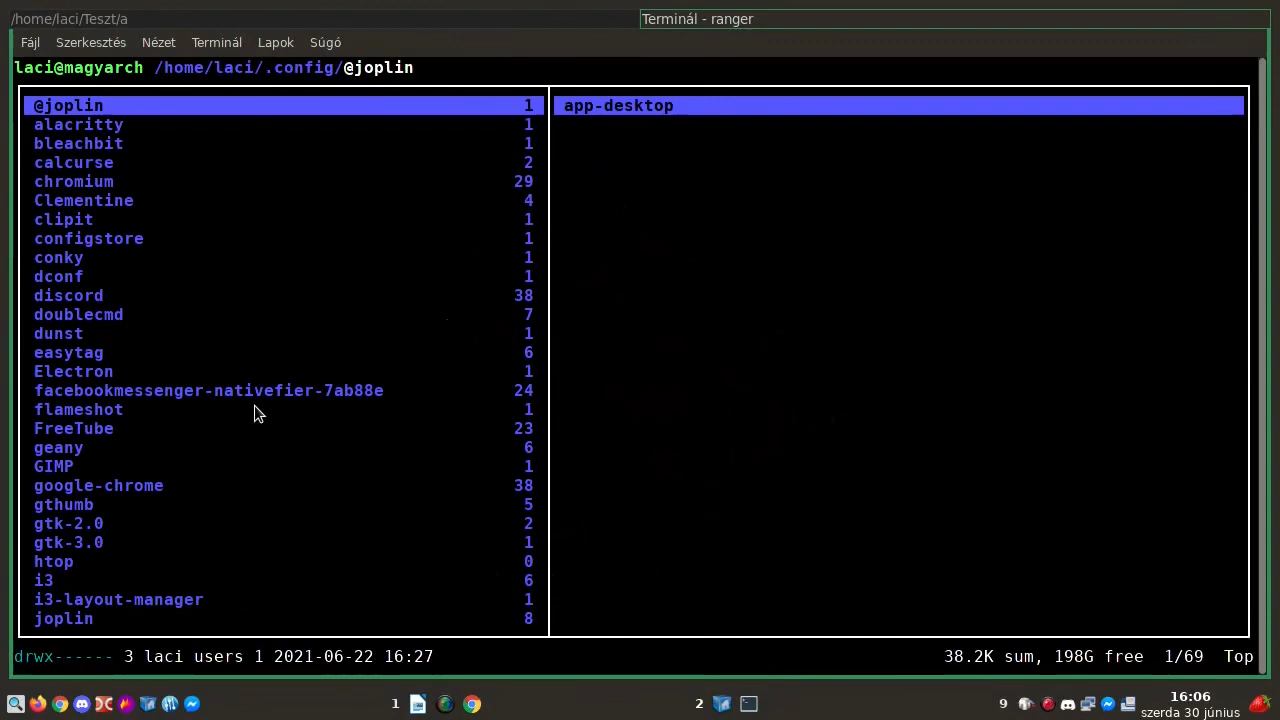 /home/laci/Teszt/a
Terminál - ranger
Fájl Szerkesztés Nézet Terminál Lapok Súgó
laci@magyarch /home/laci/.config/@joplin
@joplin 1 app-desktop
alacritty 1
bleachbit 1
calcurse 2
chromium 29
Clementine 4
clipit 1
configstore 1
conky 1
dconf 1
discord 38
doublecmd 7
dunst 1
easytag 6
Electron 1
facebookmessenger-nativefier-7ab88e 24
flameshot 1
FreeTube 23
geany 6
GIMP 1
google-chrome 38
gthumb 5
gtk-2.0 2
gtk-3.0 1
htop 0
i3 6
i3-layout-manager 1
joplin 8
drwx------ 3 laci users 1 2021-06-22 16:27 38.2K sum, 198G free 1/69 Top
1 2 9 16:06
szerda 30 június